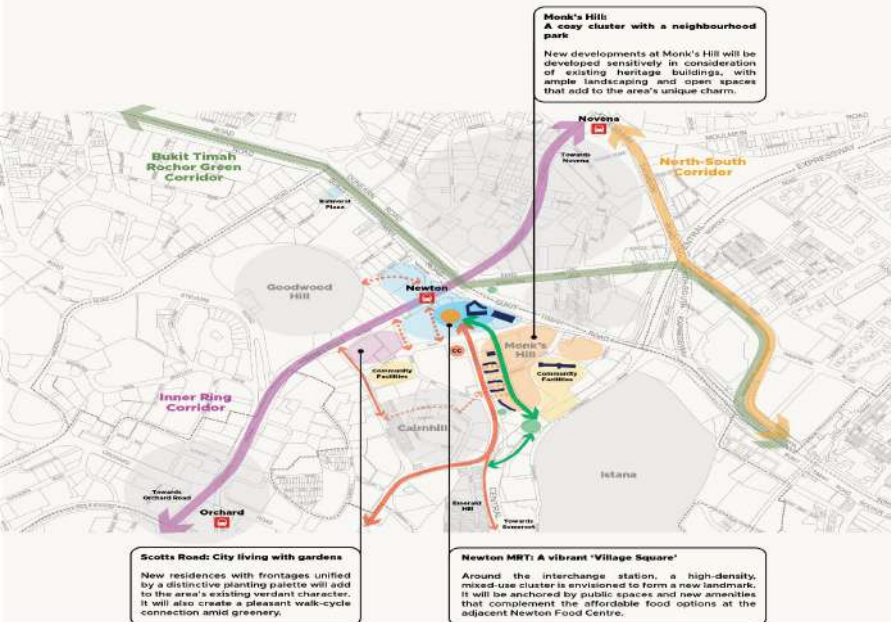 Monk's Hill:
A cosy cluster with a neighbourhood
park
New developments at Monk's Hill will be
developed sensitively in consideration
of existing heritage buildings, with
ample landscaping and open spaces
that add to the area's unique charm.
Novena
Towards
Novena
North-South
Corridor
Bukit Timah
Rochor Green
Corridor
ROAD
ROAD
EXPRESSWAY
Goodwood
Hill
Newton
CC
Monk's
Hill
Community
Facilities
Community
Facilities
Inner Ring
Corridor
Cairnhill
Istana
Towards
Orchard Road
Orchard
Emerald
Hill
CENTRAL
Towards
Somerset
Scotts Road: City living with gardens
New residences with frontages unified
by a distinctive planting palette will add
to the area's existing verdant character.
It will also create a pleasant walk-cycle
connection amid greenery.
Newton MRT: A vibrant 'Village Square'
Around the interchange station, a high-density,
mixed-use cluster is envisioned to form a new landmark.
It will be anchored by public spaces and new amenities
that complement the affordable food options at the
adjacent Newton Food Centre.